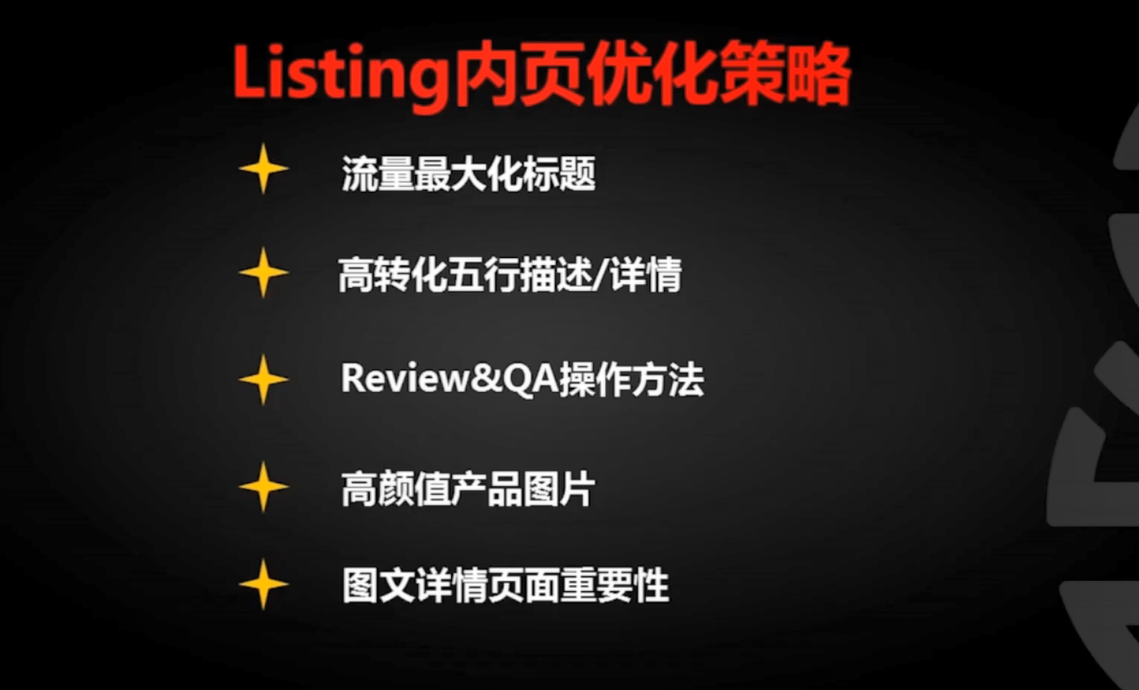 Listing内页优化策略
流量最大化标题
高转化五行描述/详情
Review&QA操作方法
高颜值产品图片
图文详情页面重要性